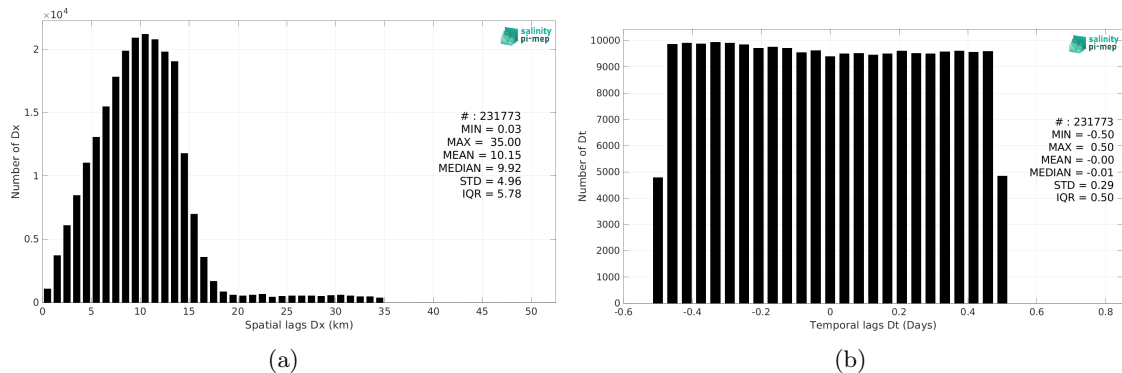 ×10⁴
2
1.5
1
0.5
0
Number of Dx
0 5 10 15 20 25 30 35 40 45 50
Spatial lags Dx (km)
salinity
pi-mep
# : 231773
MIN = 0.03
MAX = 35.00
MEAN = 10.15
MEDIAN = 9.92
STD = 4.96
IQR = 5.78
(a)
10000
9000
8000
7000
6000
5000
4000
3000
2000
1000
0
Number of Dt
-0.6 -0.4 -0.2 0 0.2 0.4 0.6 0.8
Temporal lags Dt (Days)
salinity
pi-mep
# : 231773
MIN = -0.50
MAX = 0.50
MEAN = -0.00
MEDIAN = -0.01
STD = 0.29
IQR = 0.50
(b)